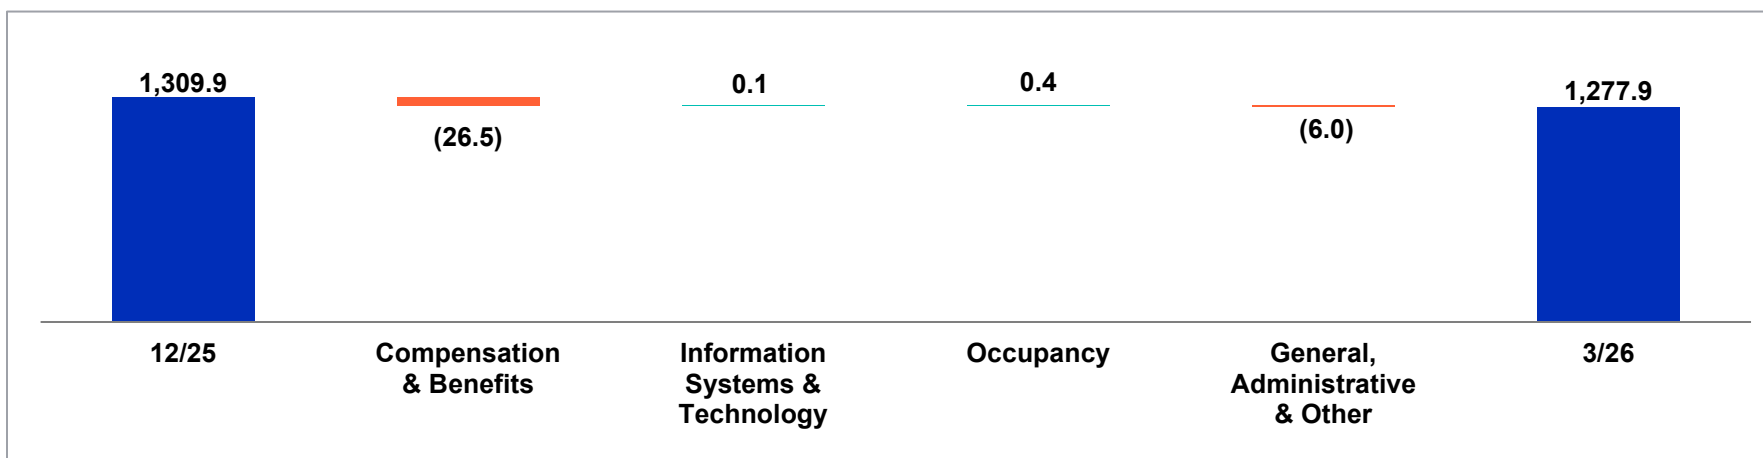 1,309.9
(26.5)
0.1
0.4
(6.0)
1,277.9
12/25
Compensation
& Benefits
Information
Systems &
Technology
Occupancy
General,
Administrative
& Other
3/26